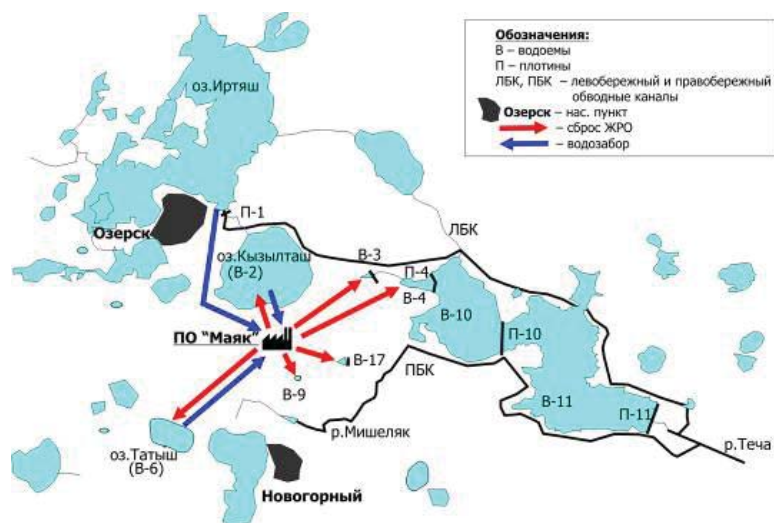 Обозначения:
В – водоемы
П – плотины
ЛБК, ПБК – левобережный и правобережный
обводные каналы
Озерск – нас. пункт
– сброс ЖРО
– водозабор
оз.Иртяш
П-1
Озерск
ЛБК
оз.Кызылташ
(В-2)
В-3
П-4
В-4
В-10
П-10
ПО "Маяк"
В-17
ПБК
В-9
В-11
П-11
р.Мишеляк
р.Теча
оз.Татыш
(В-6)
Новогорный